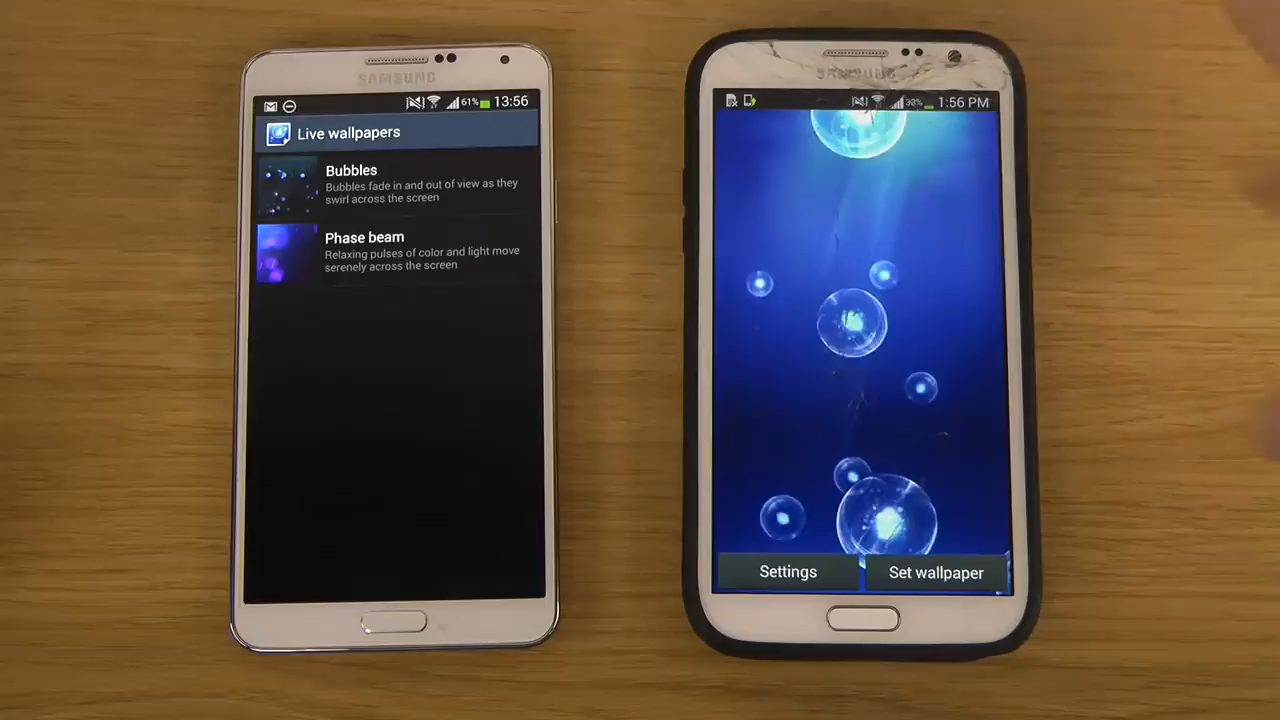 SAMSUNG
61% 13:56
Live wallpapers
Bubbles
Bubbles fade in and out of view as they
swirl across the screen
Phase beam
Relaxing pulses of color and light move
serenely across the screen
SAMSUNG
1:56 PM
Settings
Set wallpaper